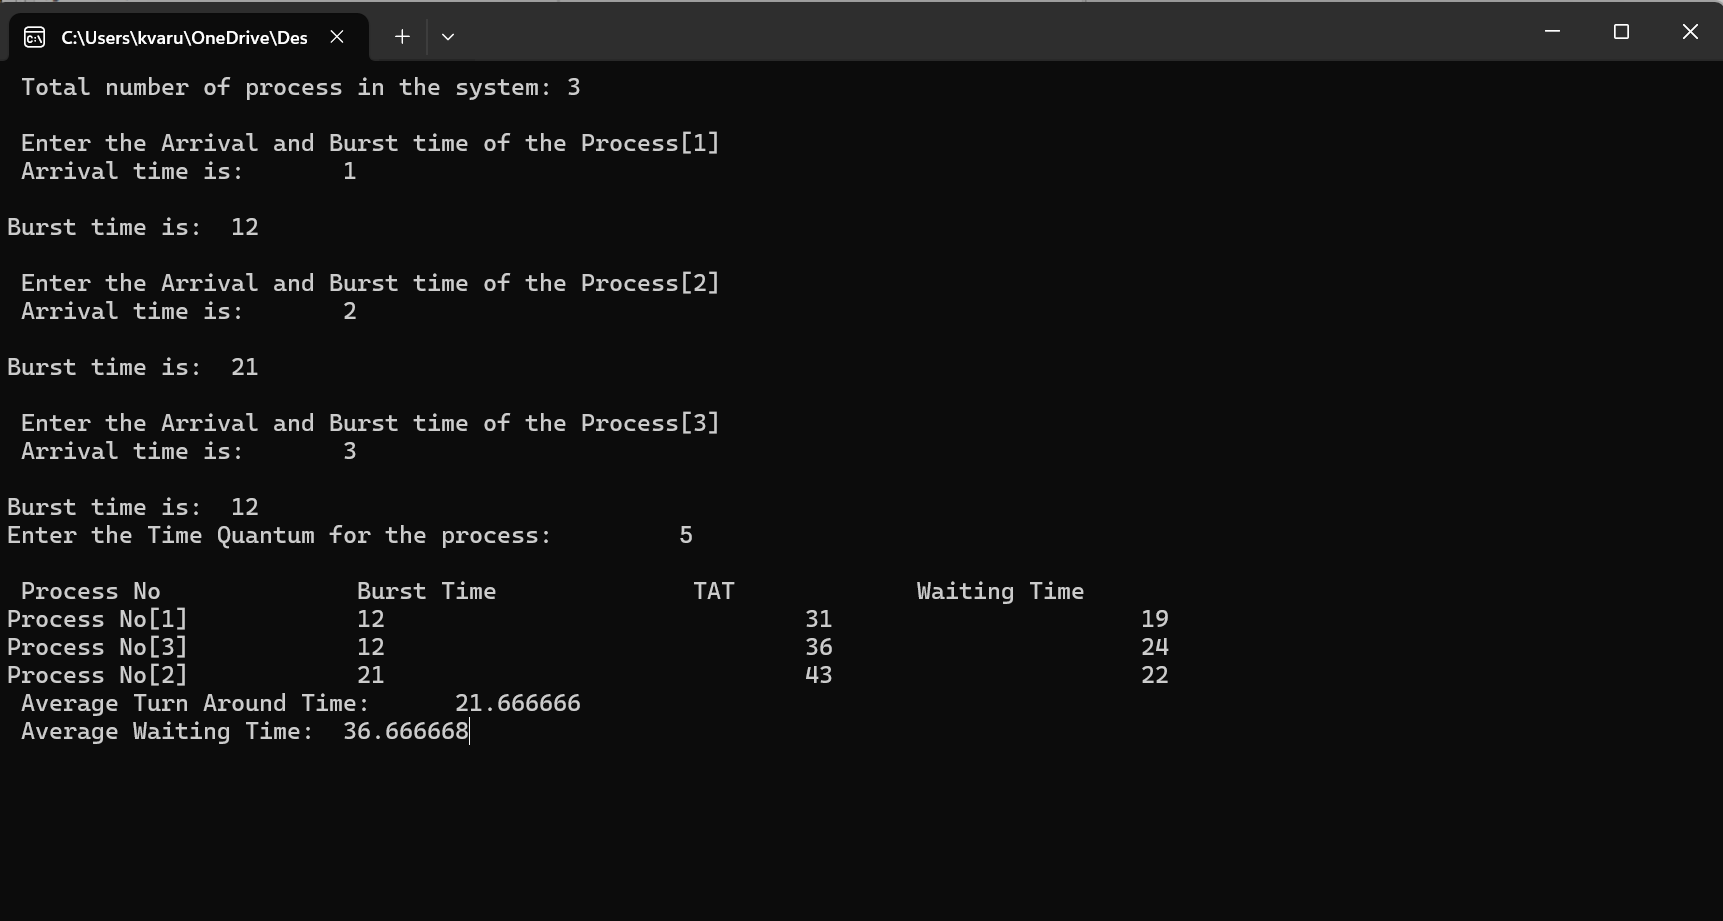 C:\Users\kvaru\OneDrive\Des
Total number of process in the system: 3
Enter the Arrival and Burst time of the Process[1]
Arrival time is: 1
Burst time is: 12
Enter the Arrival and Burst time of the Process[2]
Arrival time is: 2
Burst time is: 21
Enter the Arrival and Burst time of the Process[3]
Arrival time is: 3
Burst time is: 12
Enter the Time Quantum for the process: 5
Process No Burst Time TAT Waiting Time
Process No[1] 12 31 19
Process No[3] 12 36 24
Process No[2] 21 43 22
Average Turn Around Time: 21.666666
Average Waiting Time: 36.666668